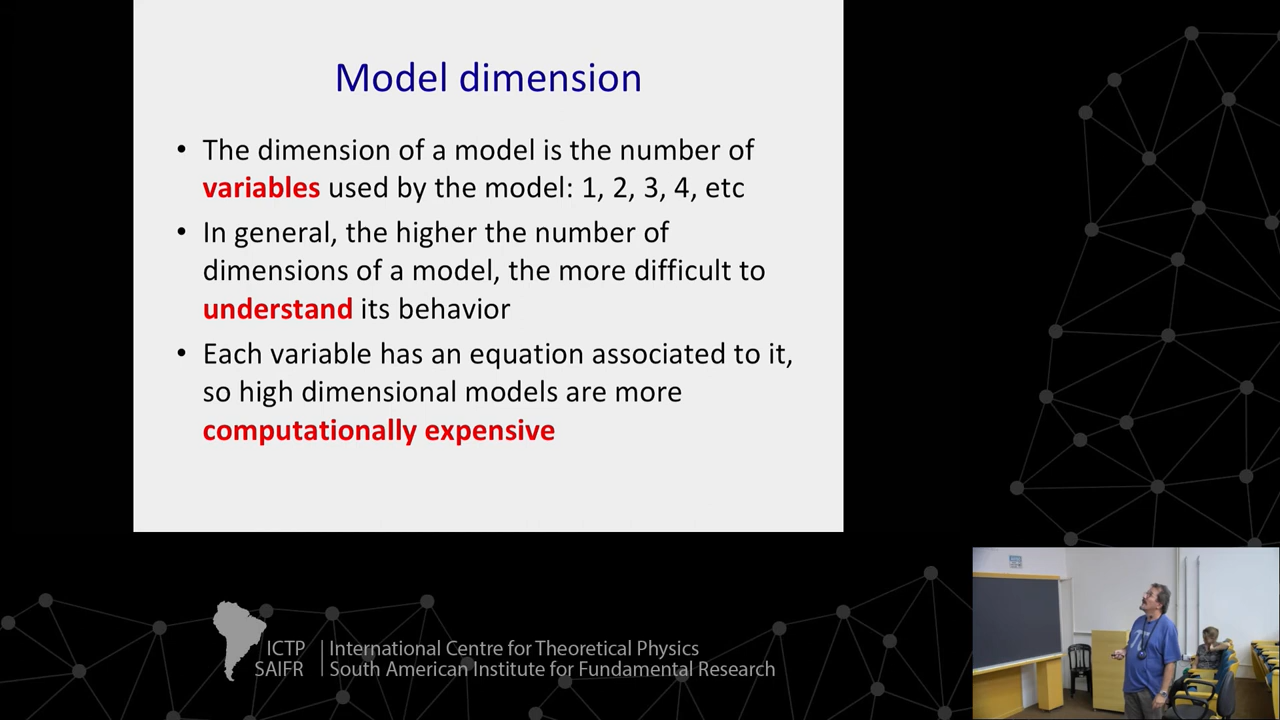 Model dimension
• The dimension of a model is the number of
variables used by the model: 1, 2, 3, 4, etc
• In general, the higher the number of
dimensions of a model, the more difficult to
understand its behavior
• Each variable has an equation associated to it,
so high dimensional models are more
computationally expensive
ICTP | International Centre for Theoretical Physics
SAIFR | South American Institute for Fundamental Research